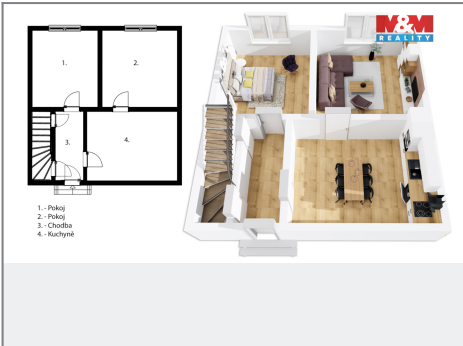 M&M
REALITY
1.
2.
3.
4.
1. - Pokoj
2. - Pokoj
3. - Chodba
4. - Kuchyně